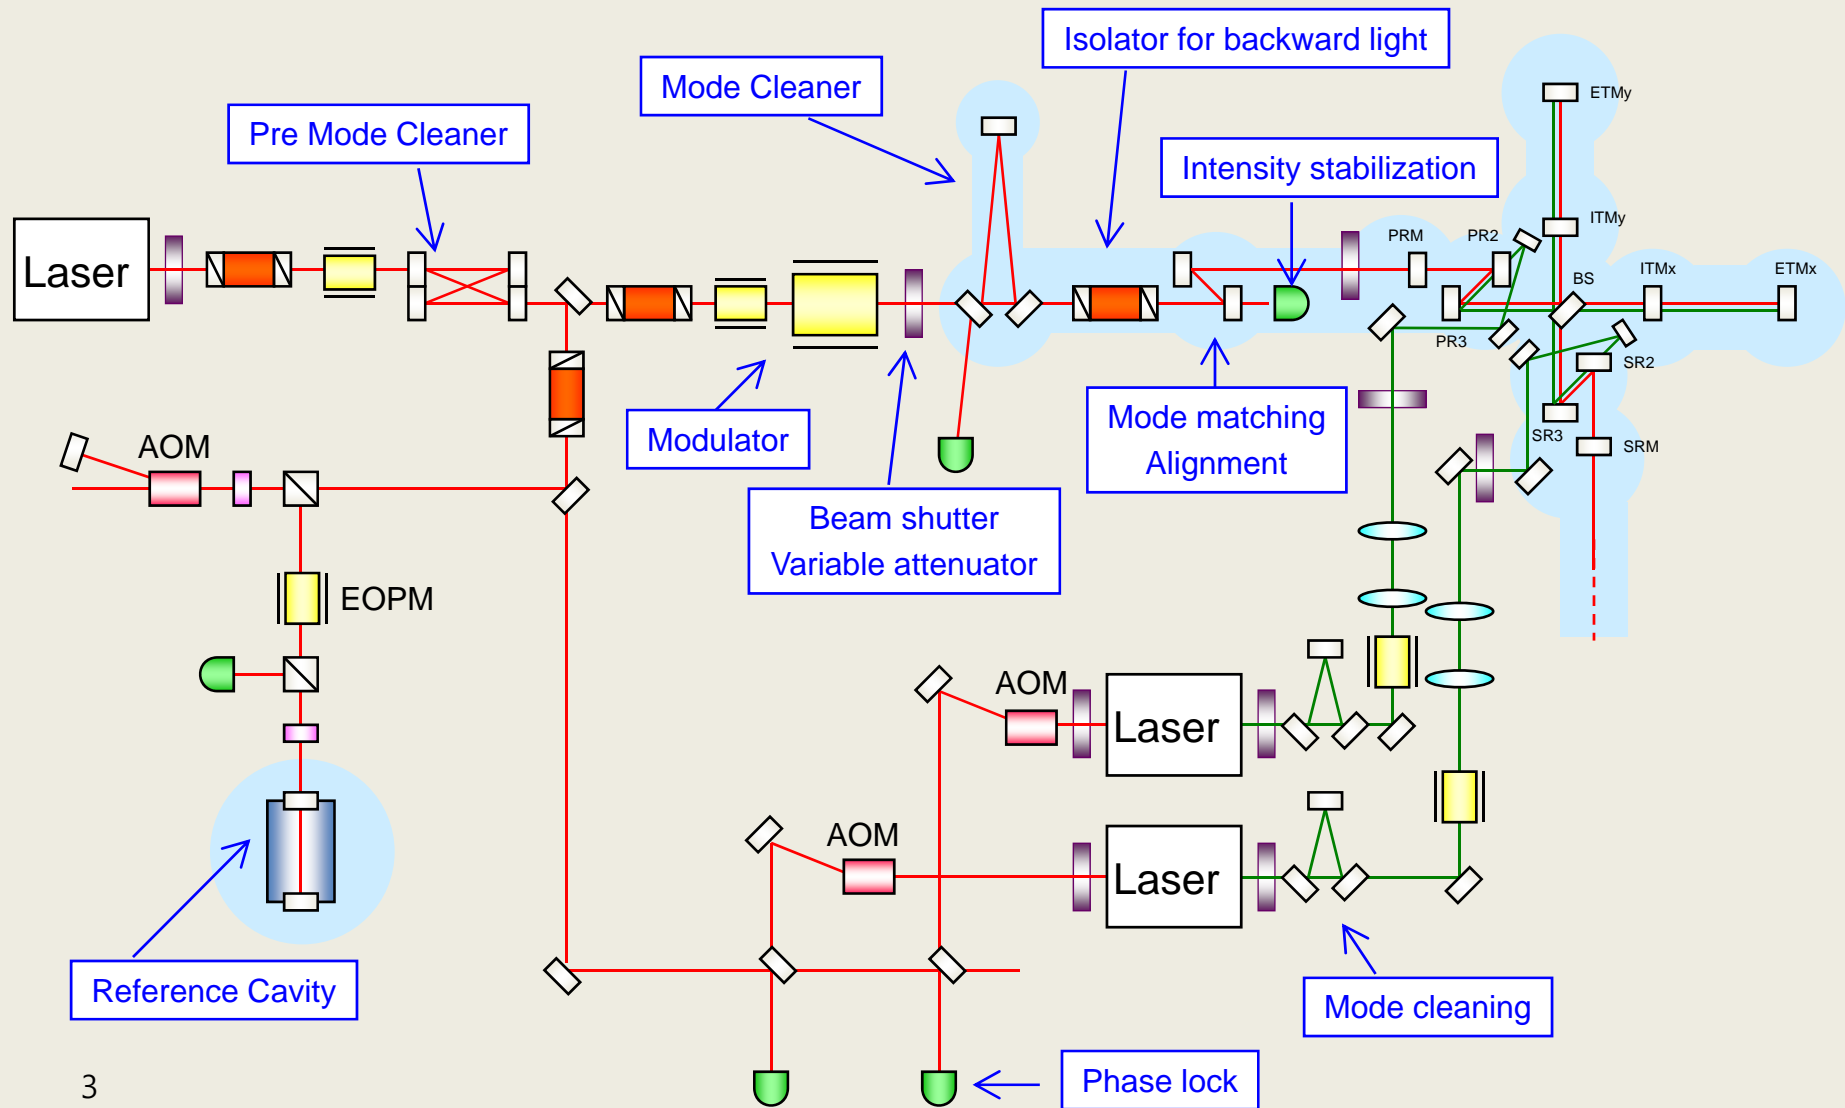 Isolator for backward light
Mode Cleaner
Pre Mode Cleaner
Intensity stabilization
ETMy
ITMy
Laser
PRM
PR2
BS
ITMx
ETMx
PR3
SR2
SR3
SRM
Modulator
Mode matching
Alignment
AOM
Beam shutter
Variable attenuator
EOPM
AOM
Laser
AOM
Laser
Reference Cavity
Mode cleaning
Phase lock
3